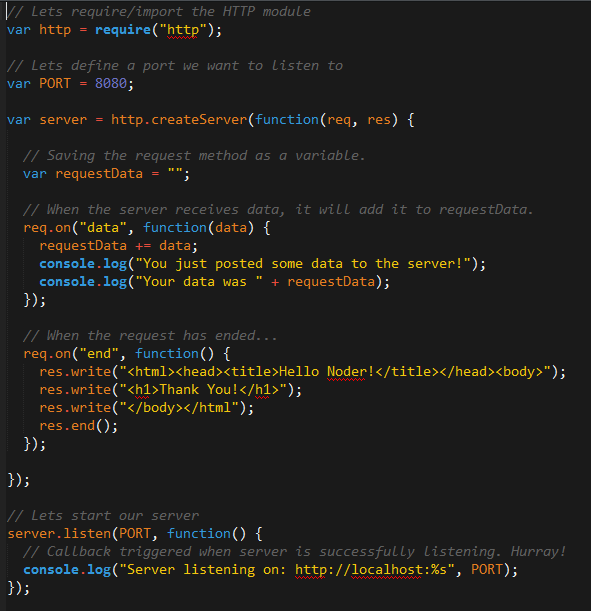 // Lets require/import the HTTP module
var http = require("http");
// Lets define a port we want to listen to
var PORT = 8080;
var server = http.createServer(function(req, res) {
// Saving the request method as a variable.
var requestData = "";
// When the server receives data, it will add it to requestData.
req.on("data", function(data) {
requestData += data;
console.log("You just posted some data to the server!");
console.log("Your data was " + requestData);
});
// When the request has ended...
req.on("end", function() {
res.write("<html><head><title>Hello Noder!</title></head><body>");
res.write("<h1>Thank You!</h1>");
res.write("</body></html");
res.end();
});
});
// Lets start our server
server.listen(PORT, function() {
// Callback triggered when server is successfully listening. Hurray!
console.log("Server listening on: http://localhost:%s", PORT);
});